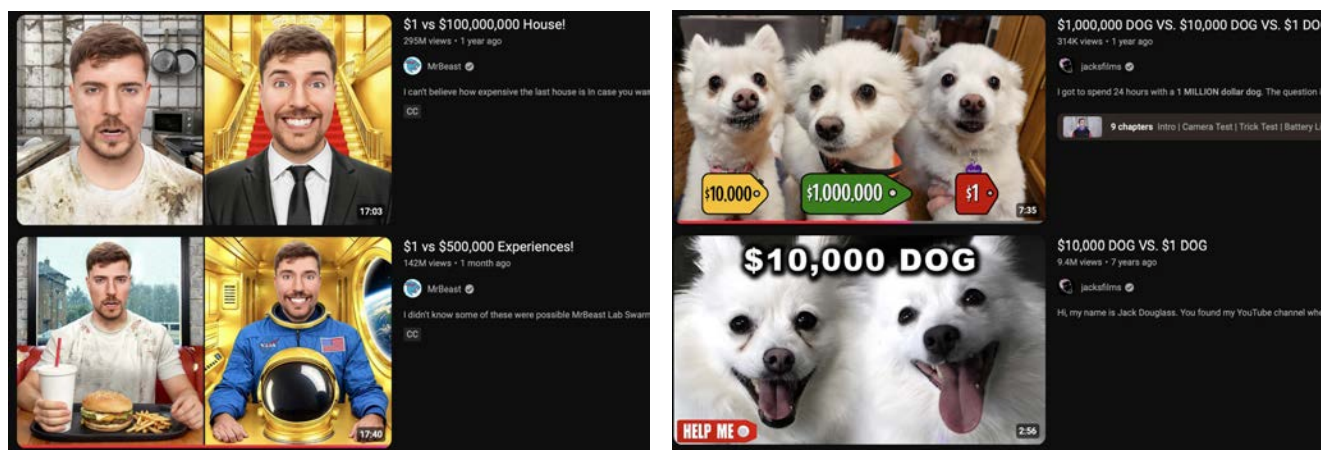 $1 vs $100,000,000 House!
295M views • 1 year ago
MrBeast
I can't believe how expensive the last house is In case you
CC
17:03
$1 vs $500,000 Experiences!
142M views • 1 month ago
MrBeast
I didn't know some of these were possible MrBeast Lab Swarm
CC
NASA
17:40
$1,000,000 DOG VS. $10,000 DOG VS. $1 DO
314K views • 1 year ago
jacksfilms
I got to spend 24 hours with a 1 MILLION dollar dog. The question
9 chapters Intro | Camera Test | Trick Test | Battery
$10,000
$1,000,000
$1
7:35
$10,000 DOG VS. $1 DOG
9.4M views • 7 years ago
jacksfilms
Hi, my name is Jack Douglass. You found my YouTube channel
$10,000 DOG
HELP ME
2:56